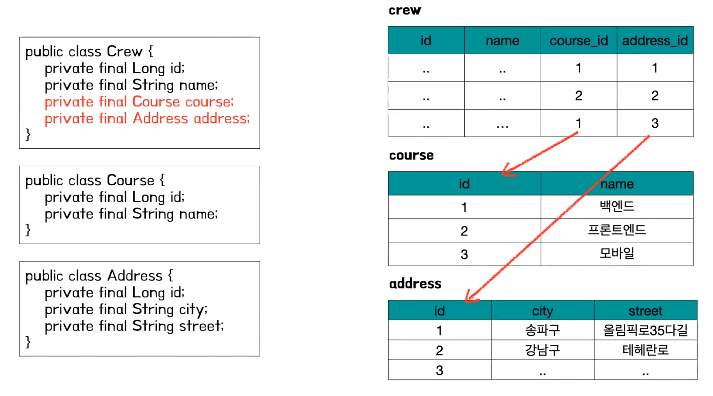 public class Crew {
private final Long id;
private final String name;
private final Course course;
private final Address address;
}
public class Course {
private final Long id;
private final String name;
}
public class Address {
private final Long id;
private final String city;
private final String street;
}
crew
id name course_id address_id
.. .. 1 1
.. .. 2 2
.. ... 1 3
course
id name
1 백엔드
2 프론트엔드
3 모바일
address
id city street
1 송파구 올림픽로35다길
2 강남구 테헤란로
3 .. ..